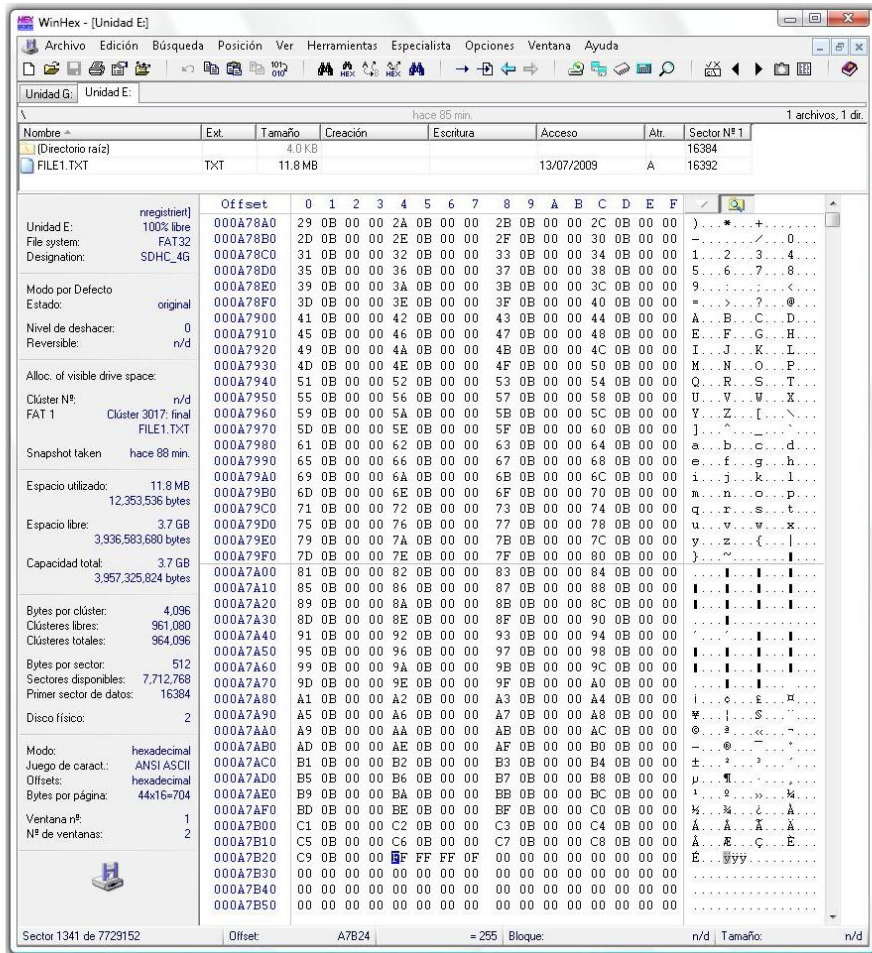 WinHex - [Unidad E:]
Archivo Edición Búsqueda Posición Ver Herramientas Especialista Opciones Ventana Ayuda
Unidad G: Unidad E:
\ hace 85 min. 1 archivos, 1 dir.
Nombre Ext. Tamaño Creación Escritura Acceso Atr. Sector Nº 1
(Directorio raíz) 4.0 KB 16384
FILE1.TXT TXT 11.8 MB 13/07/2009 A 16392
nregistriert]
Unidad E: 100% libre
File system: FAT32
Designation: SDHC_4G
Modo por Defecto
Estado: original
Nivel de deshacer: 0
Reversible: n/d
Alloc. of visible drive space:
Clúster Nº: n/d
FAT 1 Clúster 3017: final
FILE1.TXT
Snapshot taken hace 88 min.
Espacio utilizado: 11.8 MB
12,353,536 bytes
Espacio libre: 3.7 GB
3,936,583,680 bytes
Capacidad total: 3.7 GB
3,957,325,824 bytes
Bytes por clúster: 4,096
Clústeres libres: 961,080
Clústeres totales: 964,096
Bytes por sector: 512
Sectores disponibles: 7,712,768
Primer sector de datos: 16384
Disco físico: 2
Modo: hexadecimal
Juego de caract.: ANSI ASCII
Offsets: hexadecimal
Bytes por página: 44x16=704
Ventana nº: 1
Nº de ventanas: 2
Offset 0 1 2 3 4 5 6 7 8 9 A B C D E F
000A78A0 29 0B 00 00 2A 0B 00 00 2B 0B 00 00 2C 0B 00 00 )...*...+...,...
000A78B0 2D 0B 00 00 2E 0B 00 00 2F 0B 00 00 30 0B 00 00 -......./...0...
000A78C0 31 0B 00 00 32 0B 00 00 33 0B 00 00 34 0B 00 00 1...2...3...4...
000A78D0 35 0B 00 00 36 0B 00 00 37 0B 00 00 38 0B 00 00 5...6...7...8...
000A78E0 39 0B 00 00 3A 0B 00 00 3B 0B 00 00 3C 0B 00 00 9...:...;...<...
000A78F0 3D 0B 00 00 3E 0B 00 00 3F 0B 00 00 40 0B 00 00 =...>...?...@...
000A7900 41 0B 00 00 42 0B 00 00 43 0B 00 00 44 0B 00 00 A...B...C...D...
000A7910 45 0B 00 00 46 0B 00 00 47 0B 00 00 48 0B 00 00 E...F...G...H...
000A7920 49 0B 00 00 4A 0B 00 00 4B 0B 00 00 4C 0B 00 00 I...J...K...L...
000A7930 4D 0B 00 00 4E 0B 00 00 4F 0B 00 00 50 0B 00 00 M...N...O...P...
000A7940 51 0B 00 00 52 0B 00 00 53 0B 00 00 54 0B 00 00 Q...R...S...T...
000A7950 55 0B 00 00 56 0B 00 00 57 0B 00 00 58 0B 00 00 U...V...W...X...
000A7960 59 0B 00 00 5A 0B 00 00 5B 0B 00 00 5C 0B 00 00 Y...Z...[...\...
000A7970 5D 0B 00 00 5E 0B 00 00 5F 0B 00 00 60 0B 00 00 ]...^..._...`...
000A7980 61 0B 00 00 62 0B 00 00 63 0B 00 00 64 0B 00 00 a...b...c...d...
000A7990 65 0B 00 00 66 0B 00 00 67 0B 00 00 68 0B 00 00 e...f...g...h...
000A79A0 69 0B 00 00 6A 0B 00 00 6B 0B 00 00 6C 0B 00 00 i...j...k...l...
000A79B0 6D 0B 00 00 6E 0B 00 00 6F 0B 00 00 70 0B 00 00 m...n...o...p...
000A79C0 71 0B 00 00 72 0B 00 00 73 0B 00 00 74 0B 00 00 q...r...s...t...
000A79D0 75 0B 00 00 76 0B 00 00 77 0B 00 00 78 0B 00 00 u...v...w...x...
000A79E0 79 0B 00 00 7A 0B 00 00 7B 0B 00 00 7C 0B 00 00 y...z...{...|...
000A79F0 7D 0B 00 00 7E 0B 00 00 7F 0B 00 00 80 0B 00 00 }...~...
000A7A00 81 0B 00 00 82 0B 00 00 83 0B 00 00 84 0B 00 00
000A7A10 85 0B 00 00 86 0B 00 00 87 0B 00 00 88 0B 00 00
000A7A20 89 0B 00 00 8A 0B 00 00 8B 0B 00 00 8C 0B 00 00
000A7A30 8D 0B 00 00 8E 0B 00 00 8F 0B 00 00 90 0B 00 00
000A7A40 91 0B 00 00 92 0B 00 00 93 0B 00 00 94 0B 00 00
000A7A50 95 0B 00 00 96 0B 00 00 97 0B 00 00 98 0B 00 00
000A7A60 99 0B 00 00 9A 0B 00 00 9B 0B 00 00 9C 0B 00 00
000A7A70 9D 0B 00 00 9E 0B 00 00 9F 0B 00 00 A0 0B 00 00
000A7A80 A1 0B 00 00 A2 0B 00 00 A3 0B 00 00 A4 0B 00 00 ¡...¢...£...¤...
000A7A90 A5 0B 00 00 A6 0B 00 00 A7 0B 00 00 A8 0B 00 00 ¥...¦...§...¨...
000A7AA0 A9 0B 00 00 AA 0B 00 00 AB 0B 00 00 AC 0B 00 00 ©...ª...«...¬...
000A7AB0 AD 0B 00 00 AE 0B 00 00 AF 0B 00 00 B0 0B 00 00 -...®...¯...°...
000A7AC0 B1 0B 00 00 B2 0B 00 00 B3 0B 00 00 B4 0B 00 00 ±...²...³...´...
000A7AD0 B5 0B 00 00 B6 0B 00 00 B7 0B 00 00 B8 0B 00 00 µ...¶...·...¸...
000A7AE0 B9 0B 00 00 BA 0B 00 00 BB 0B 00 00 BC 0B 00 00 ¹...º...»...¼...
000A7AF0 BD 0B 00 00 BE 0B 00 00 BF 0B 00 00 C0 0B 00 00 ½...¾...¿...À...
000A7B00 C1 0B 00 00 C2 0B 00 00 C3 0B 00 00 C4 0B 00 00 Á...Â...Ã...Ä...
000A7B10 C5 0B 00 00 C6 0B 00 00 C7 0B 00 00 C8 0B 00 00 Å...Æ...Ç...È...
000A7B20 C9 0B 00 00 FF FF FF 0F 00 00 00 00 00 00 00 00 É...ÿÿÿ.........
000A7B30 00 00 00 00 00 00 00 00 00 00 00 00 00 00 00 00 ................
000A7B40 00 00 00 00 00 00 00 00 00 00 00 00 00 00 00 00 ................
000A7B50 00 00 00 00 00 00 00 00 00 00 00 00 00 00 00 00 ................
Sector 1341 de 7729152 Offset: A7B24 = 255 Bloque: n/d Tamaño: n/d